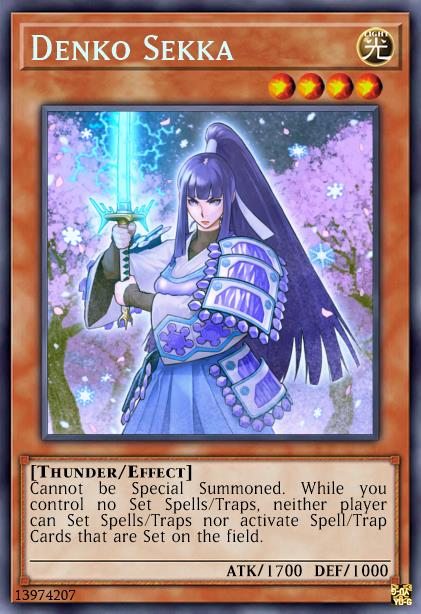 Denko Sekka
LIGHT
光
[Thunder/Effect]
Cannot be Special Summoned. While you
control no Set Spells/Traps, neither player
can Set Spells/Traps nor activate Spell/Trap
Cards that are Set on the field.
ATK/1700 DEF/1000
13974207